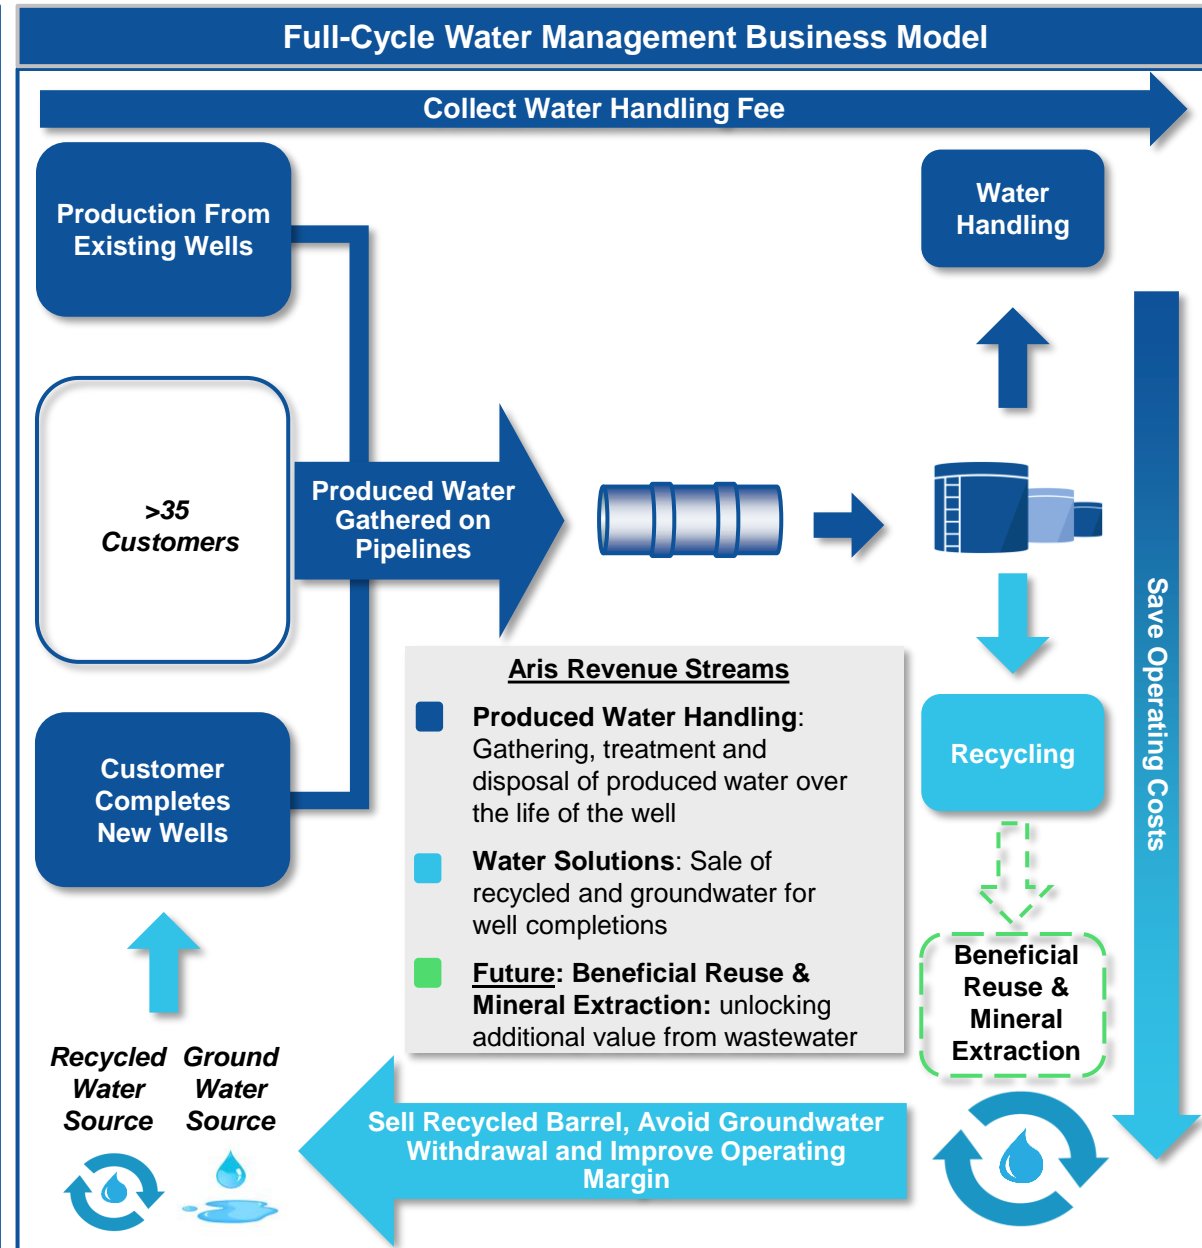 Full-Cycle Water Management Business Model
Collect Water Handling Fee
Production From
Existing Wells
Water
Handling
>35
Customers
Produced Water
Gathered on
Pipelines
Save Operating Costs
Aris Revenue Streams
Produced Water Handling:
Gathering, treatment and
disposal of produced water over
the life of the well
Water Solutions: Sale of
recycled and groundwater for
well completions
Future: Beneficial Reuse &
Mineral Extraction: unlocking
additional value from wastewater
Recycling
Customer
Completes
New Wells
Beneficial
Reuse &
Mineral
Extraction
Recycled
Water
Source
Ground
Water
Source
Sell Recycled Barrel, Avoid Groundwater
Withdrawal and Improve Operating
Margin